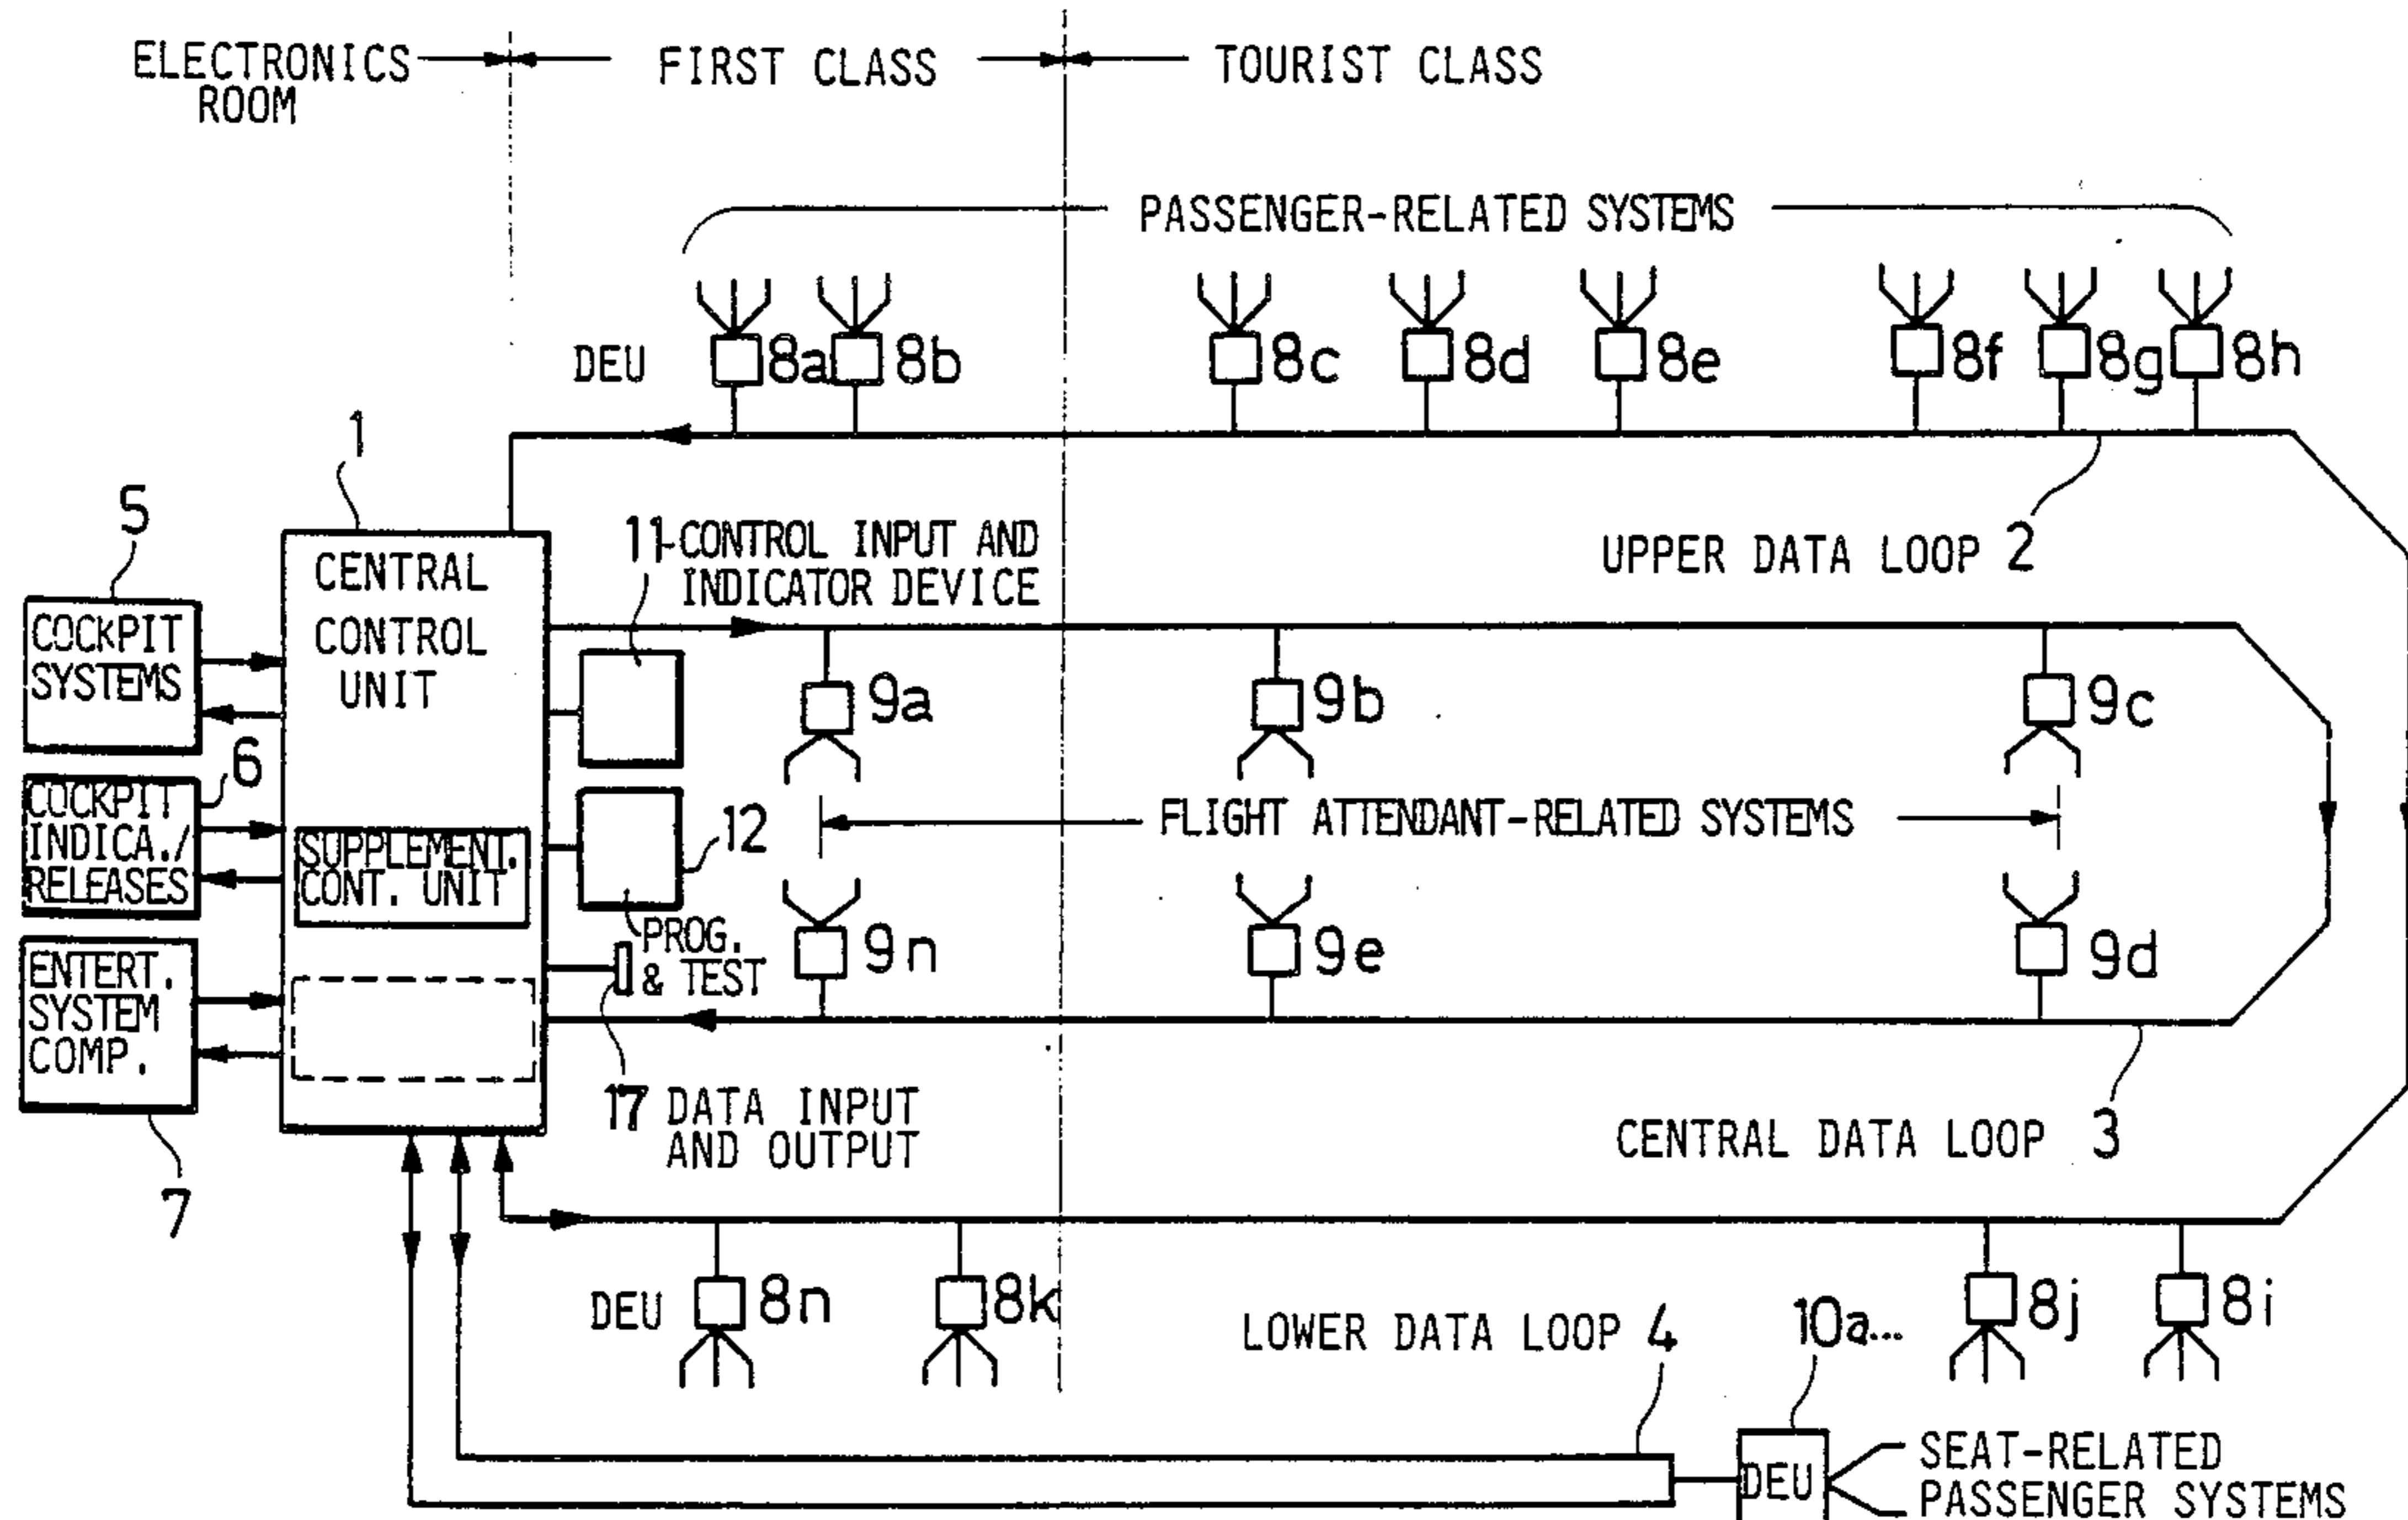 ELECTRONICS
ROOM
FIRST CLASS
TOURIST CLASS
PASSENGER-RELATED SYSTEMS
DEU
8a
8b
8c
8d
8e
8f
8g
8h
1
5
11
CONTROL INPUT AND
INDICATOR DEVICE
UPPER DATA LOOP 2
CENTRAL
CONTROL
UNIT
COCKPIT
SYSTEMS
9a
9b
9c
6
COCKPIT
INDICA./
RELEASES
SUPPLEMENT.
CONT. UNIT
12
FLIGHT ATTENDANT-RELATED SYSTEMS
PROG.
& TEST
9n
9e
9d
ENTERT.
SYSTEM
COMP.
17 DATA INPUT
AND OUTPUT
CENTRAL DATA LOOP 3
7
DEU
8n
8k
LOWER DATA LOOP 4
10a...
8j
8i
DEU
SEAT-RELATED
PASSENGER SYSTEMS